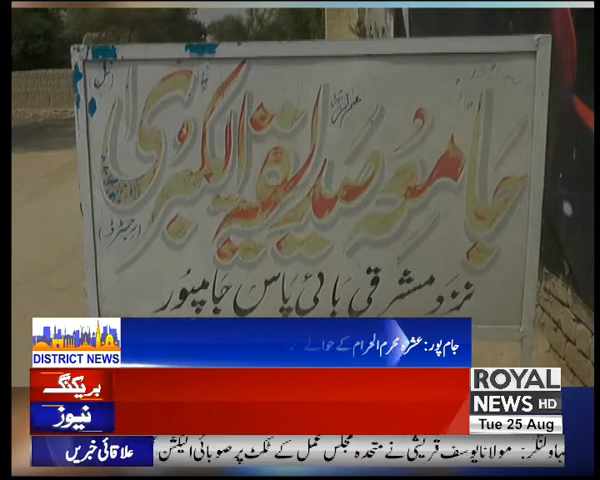 جامعہ صدیقۃ الکبریٰ
(رجسٹرڈ)
نزد مشرقی بائی پاس جامپور
DISTRICT NEWS
جام پور: عشرہ محرم الحرام کے حوالے
بریکنگ
نیوز
ROYAL
NEWS HD
Tue 25 Aug
علاقائی خبریں
بہاولنگر: مولانا یوسف قریشی نے متحدہ مجلس عمل کے ٹکٹ پر صوبائی الیکشن